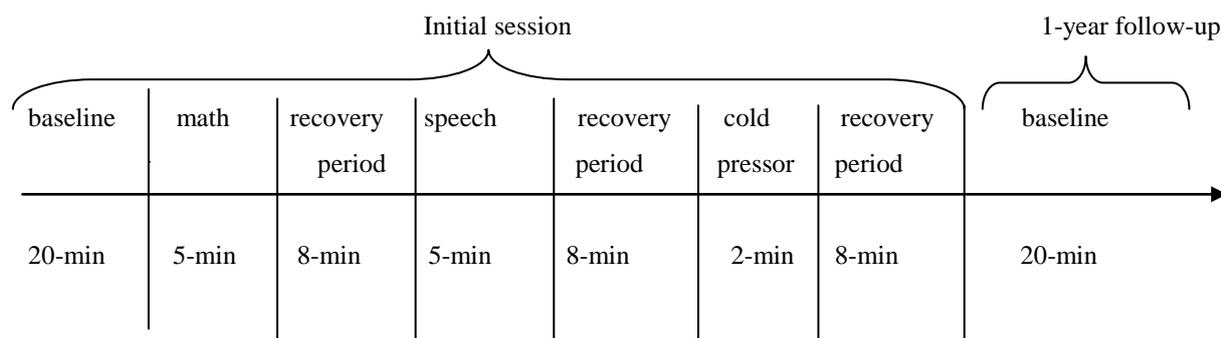 Initial session 1-year follow-up
baseline math recovery speech recovery cold recovery baseline
period period pressor period
20-min 5-min 8-min 5-min 8-min 2-min 8-min 20-min